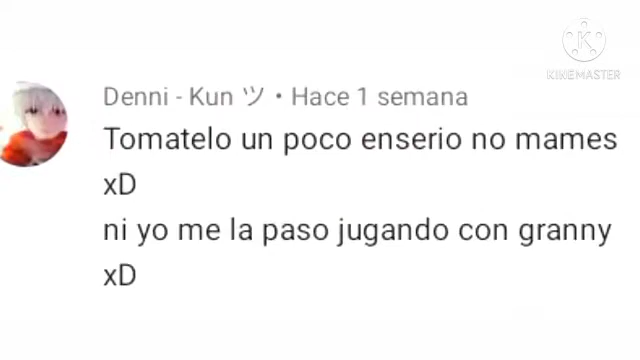 KINEMASTER
Denni - Kun ツ • Hace 1 semana
Tomatelo un poco enserio no mames
xD
ni yo me la paso jugando con granny
xD